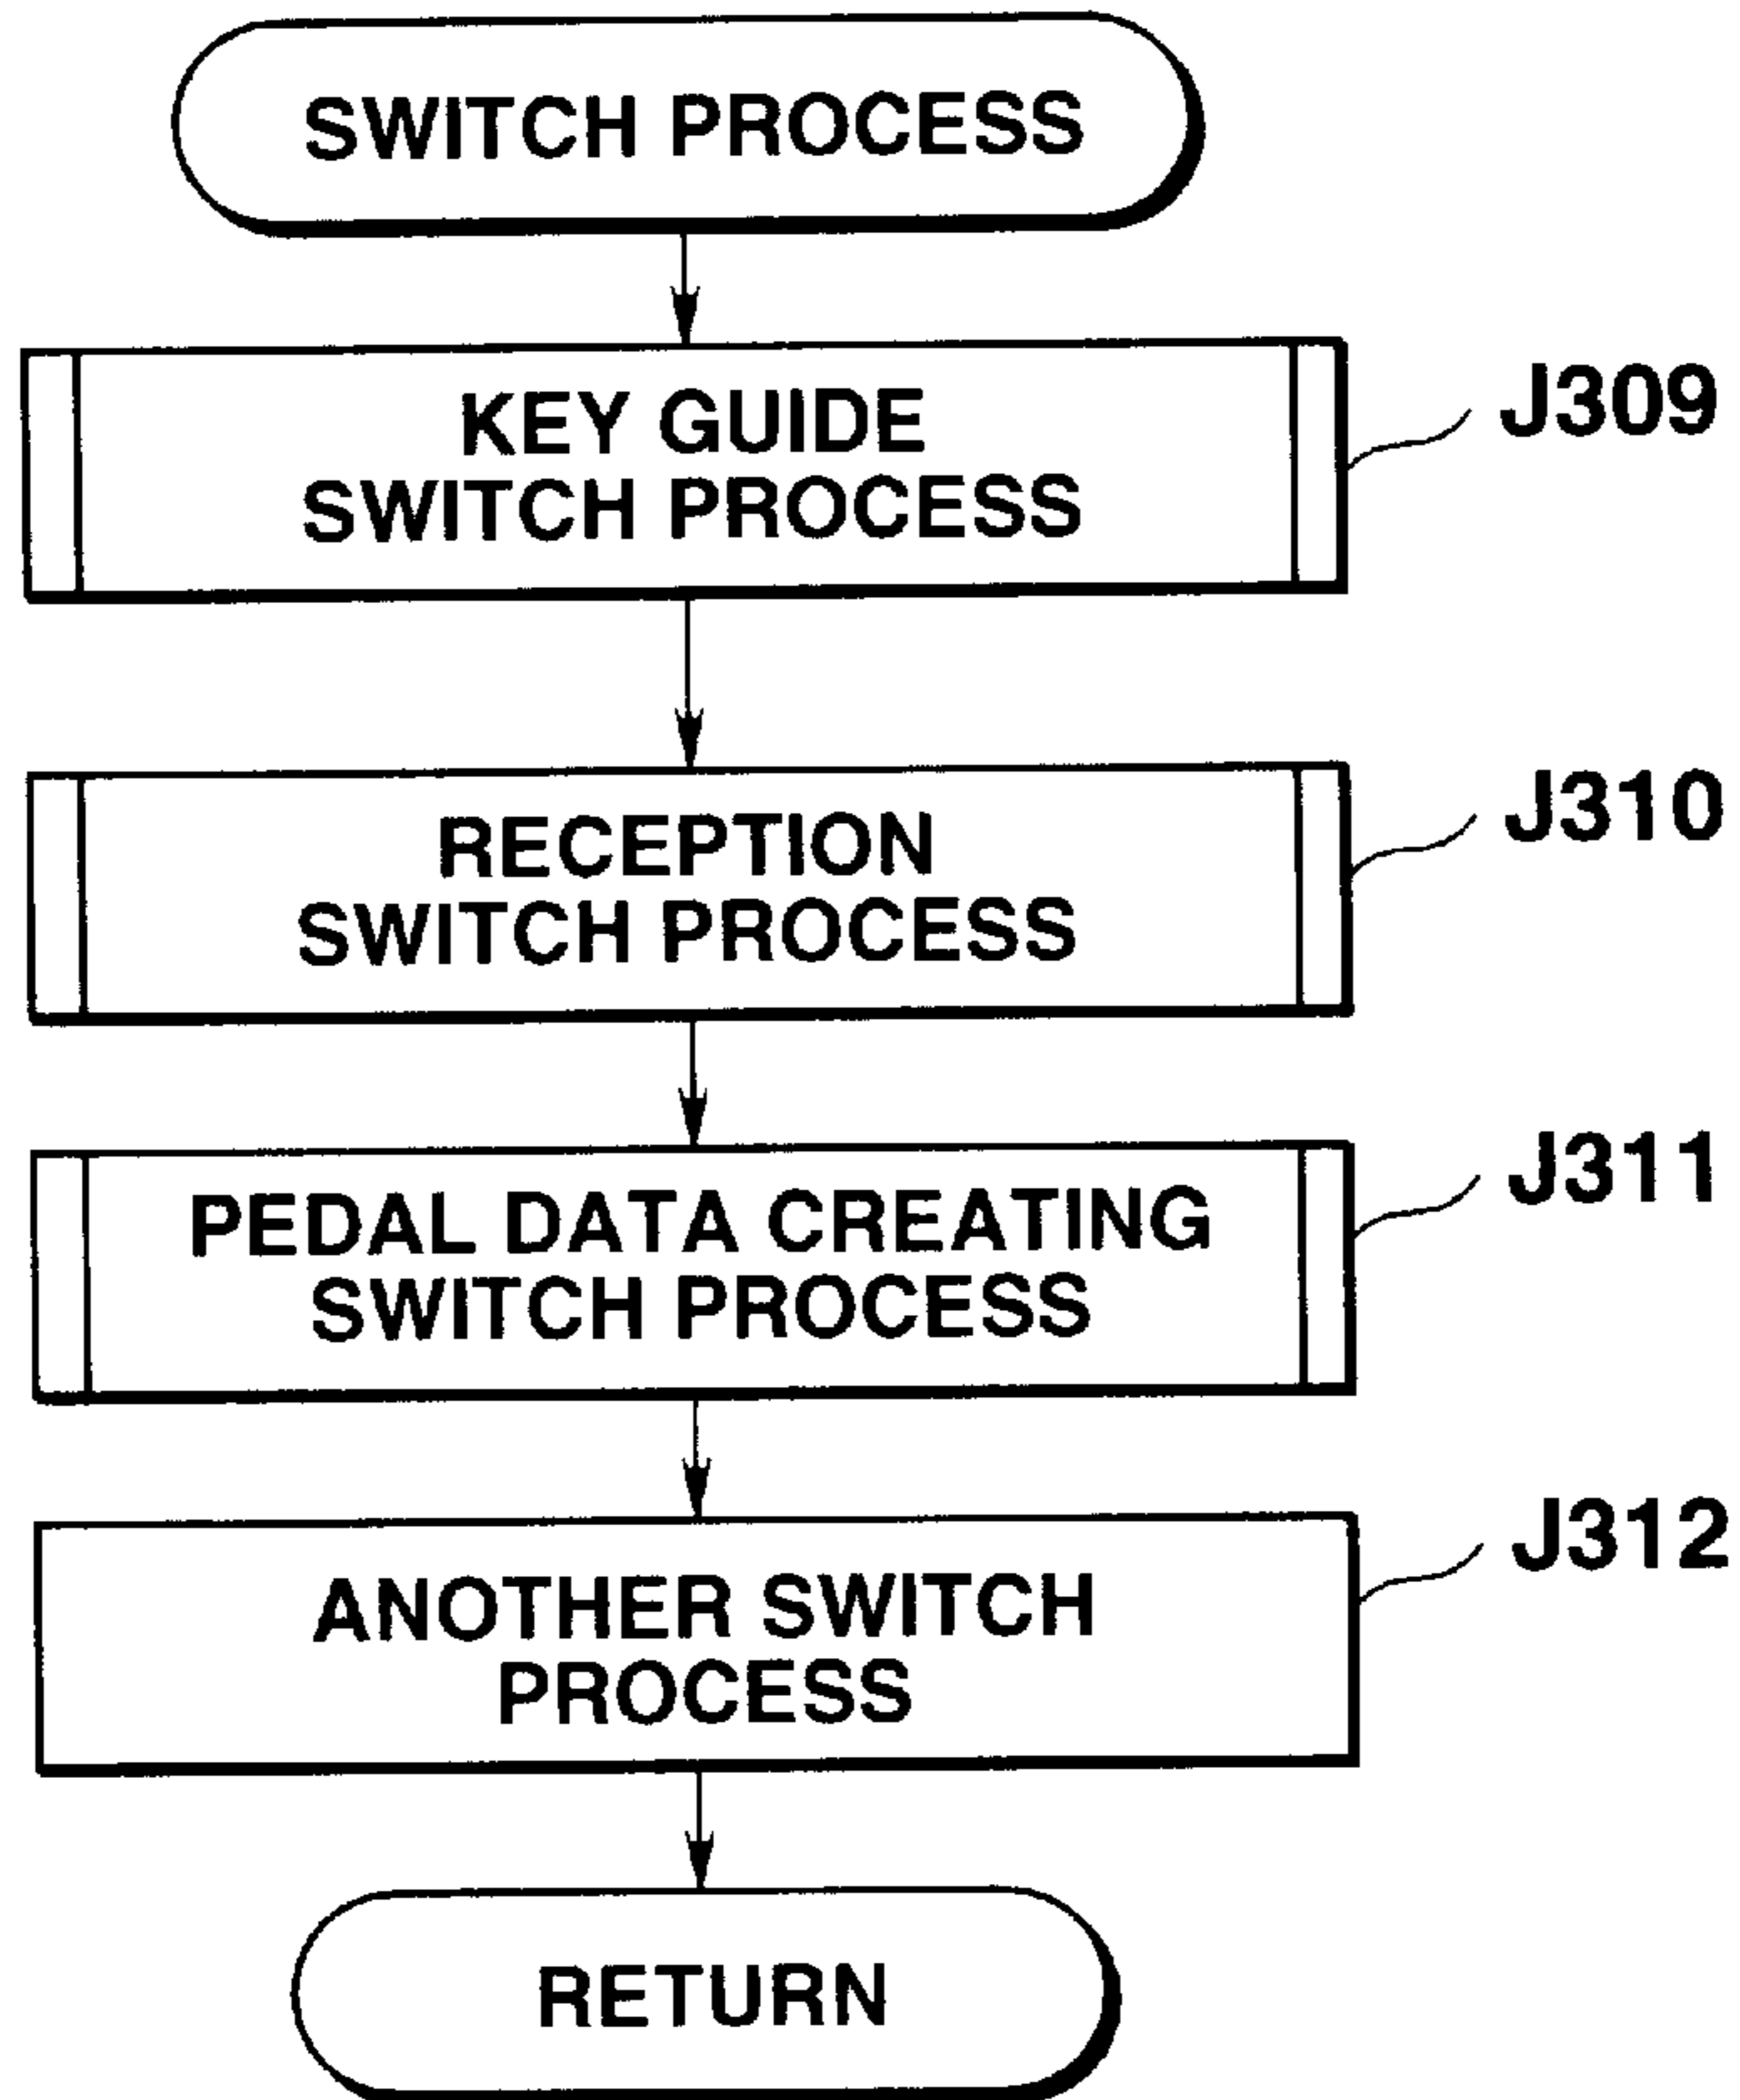 SWITCH PROCESS
KEY GUIDE
SWITCH PROCESS
J309
RECEPTION
SWITCH PROCESS
J310
PEDAL DATA CREATING
SWITCH PROCESS
J311
ANOTHER SWITCH
PROCESS
J312
RETURN